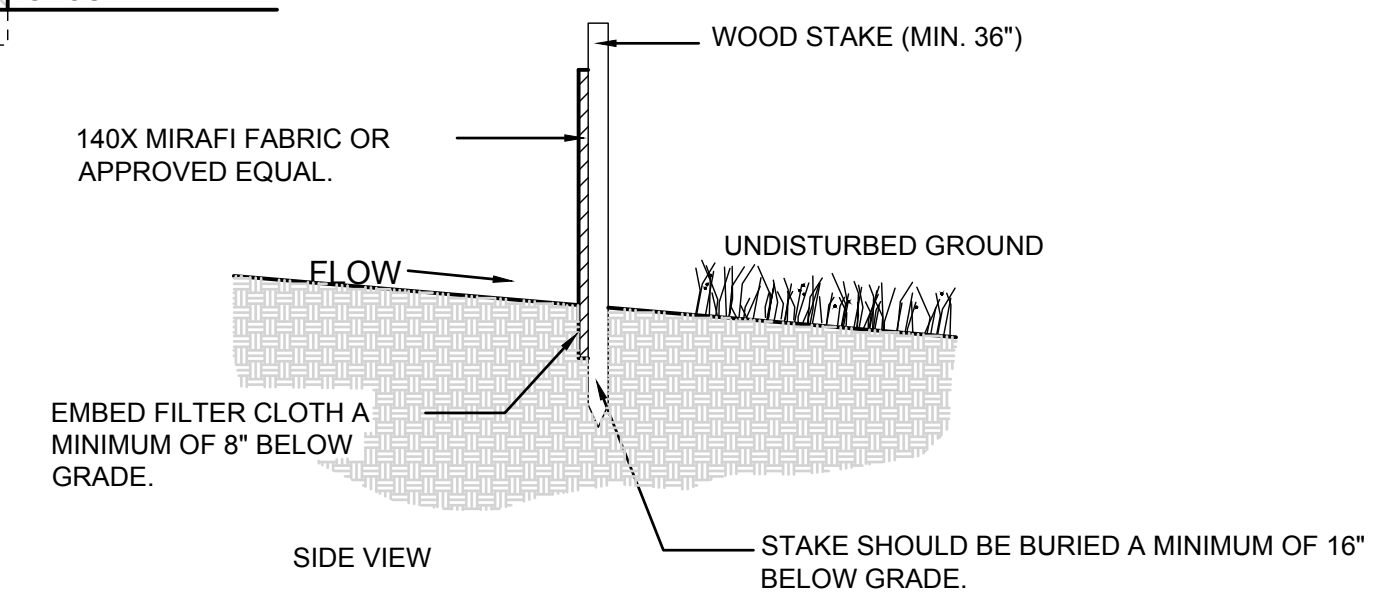 WOOD STAKE (MIN. 36")
140X MIRAFI FABRIC OR
APPROVED EQUAL.
UNDISTURBED GROUND
FLOW
EMBED FILTER CLOTH A
MINIMUM OF 8" BELOW
GRADE.
STAKE SHOULD BE BURIED A MINIMUM OF 16"
BELOW GRADE.
SIDE VIEW